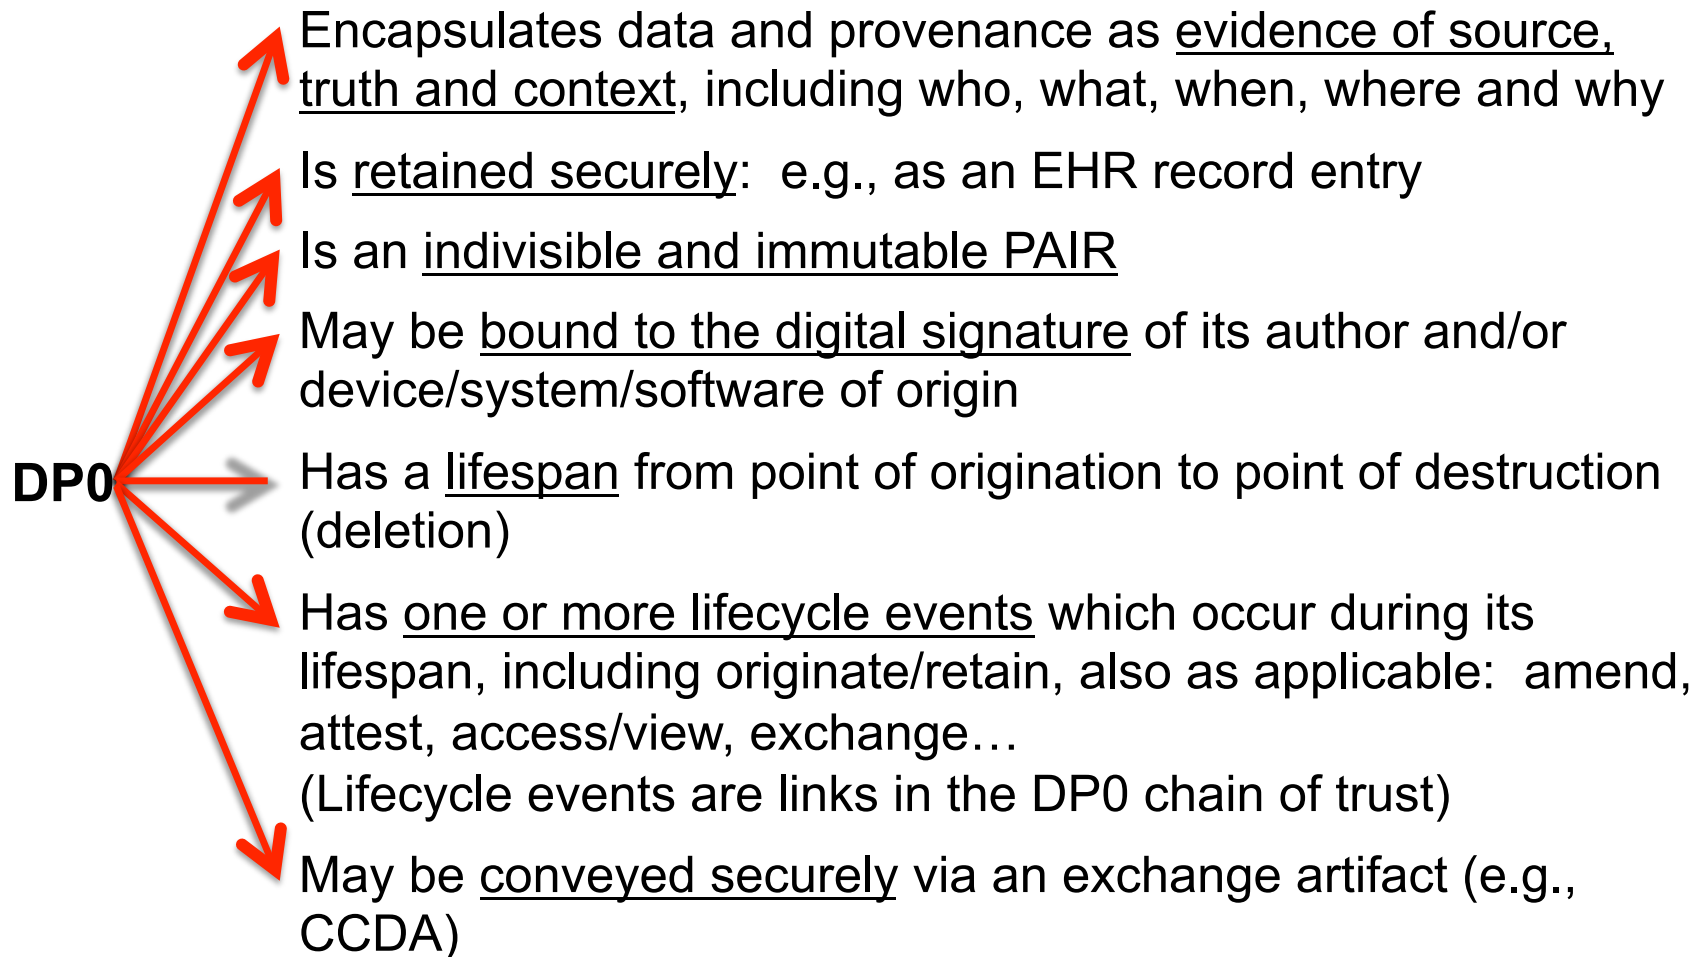 Encapsulates data and provenance as evidence of source,
truth and context, including who, what, when, where and why
Is retained securely:  e.g., as an EHR record entry
Is an indivisible and immutable PAIR
May be bound to the digital signature of its author and/or
device/system/software of origin
DP0
Has a lifespan from point of origination to point of destruction
(deletion)
Has one or more lifecycle events which occur during its
lifespan, including originate/retain, also as applicable:  amend,
attest, access/view, exchange…
(Lifecycle events are links in the DP0 chain of trust)
May be conveyed securely via an exchange artifact (e.g.,
CCDA)